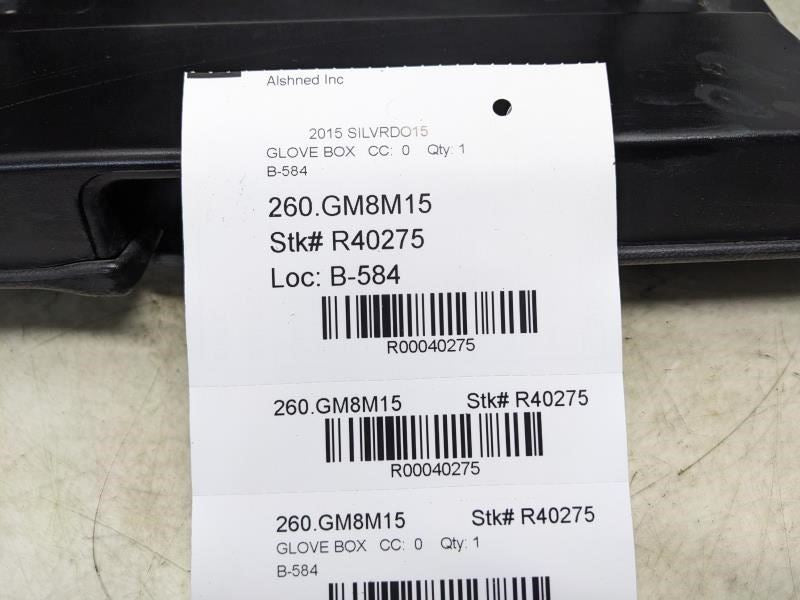 Alshned Inc
2015 SILVRDO15
GLOVE BOX CC: 0 Qty: 1
B-584
260.GM8M15
Stk# R40275
Loc: B-584
R00040275
260.GM8M15 Stk# R40275
R00040275
260.GM8M15 Stk# R40275
GLOVE BOX CC: 0 Qty: 1
B-584